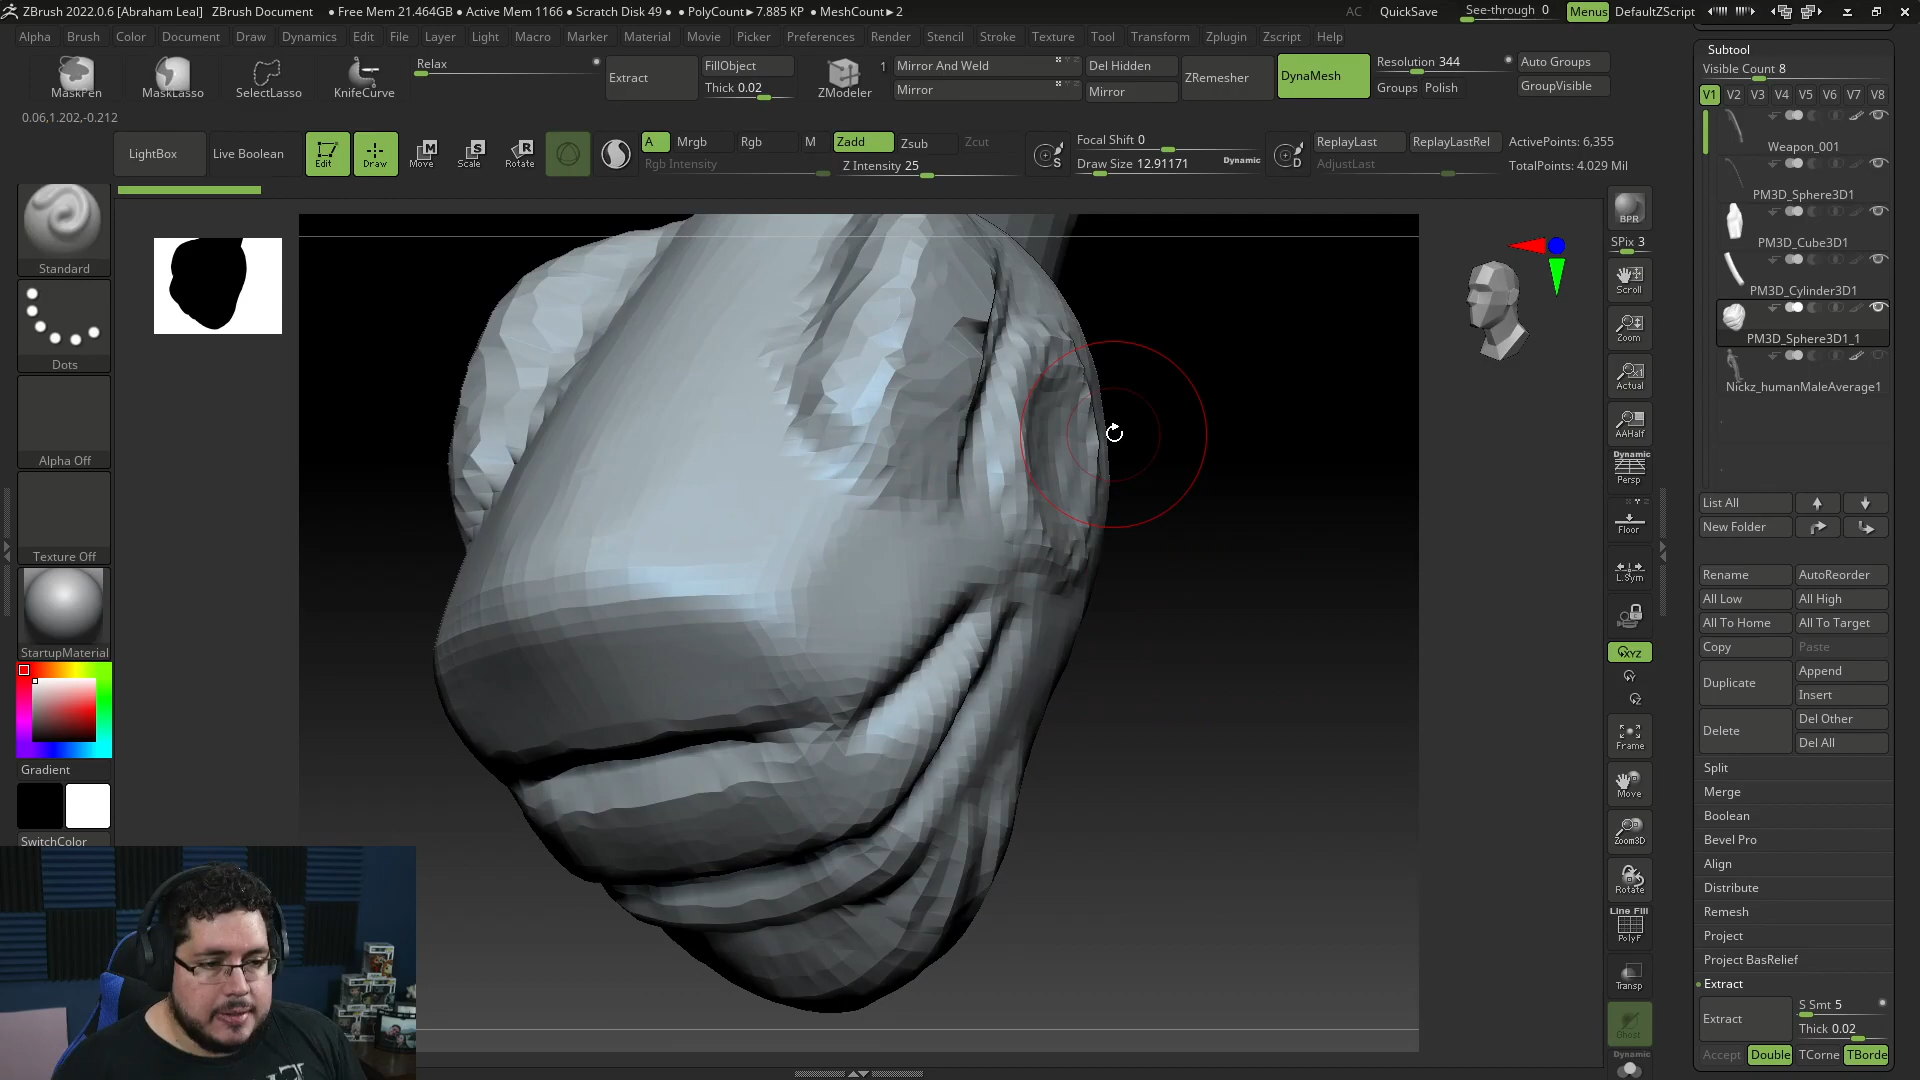 ZBrush 2022.0.6 [Abraham Leal] ZBrush Document • Free Mem 21.464GB • Active Mem 1166 • Scratch Disk 49 • PolyCount► 7.885 KP • MeshCount► 2
AC QuickSave See-through 0 Menus DefaultZScript
Alpha Brush Color Document Draw Dynamics Edit File Layer Light Macro Marker Material Movie Picker Preferences Render Stencil Stroke Texture Tool Transform Zplugin Zscript Help
MaskPen MaskLasso SelectLasso KnifeCurve
Relax
Extract
FillObject
Thick 0.02
ZModeler
1
Mirror And Weld
Mirror
Del Hidden
Mirror
ZRemesher
DynaMesh
Resolution 344
Groups Polish
Auto Groups
GroupVisible
0.06,1.202,-0.212
LightBox
Live Boolean
Edit
Draw
Move
Scale
Rotate
A Mrgb Rgb M
Rgb Intensity
Zadd Zsub Zcut
Z Intensity 25
S
Focal Shift 0
Draw Size 12.91171 Dynamic
D
ReplayLast ReplayLastRel
AdjustLast
ActivePoints: 6,355
TotalPoints: 4.029 Mil
Standard
Dots
Alpha Off
Texture Off
StartupMaterial
Gradient
SwitchColor
BPR
SPix 3
Scroll
Zoom
Actual
AAHalf
Dynamic
Persp
Floor
L.Sym
XYZ
Frame
Move
Zoom3D
Rotate
Line Fill
PolyF
Transp
Ghost
Dynamic
Subtool
Visible Count 8
V1 V2 V3 V4 V5 V6 V7 V8
Weapon_001
PM3D_Sphere3D1
PM3D_Cube3D1
PM3D_Cylinder3D1
PM3D_Sphere3D1_1
Nickz_humanMaleAverage1
List All
New Folder
Rename AutoReorder
All Low All High
All To Home All To Target
Copy Paste
Duplicate
Append
Insert
Delete
Del Other
Del All
Split
Merge
Boolean
Bevel Pro
Align
Distribute
Remesh
Project
Project BasRelief
Extract
Extract
S Smt 5
Thick 0.02
Accept Double TCorne TBorde